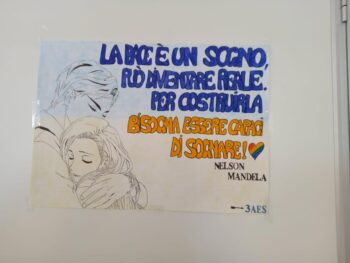 LA PACE È UN SOGNO,
PUÒ DIVENTARE REALE.
PER COSTRUIRLA
BISOGNA ESSERE CAPACI
DI SOGNARE!
NELSON
MANDELA
3AES